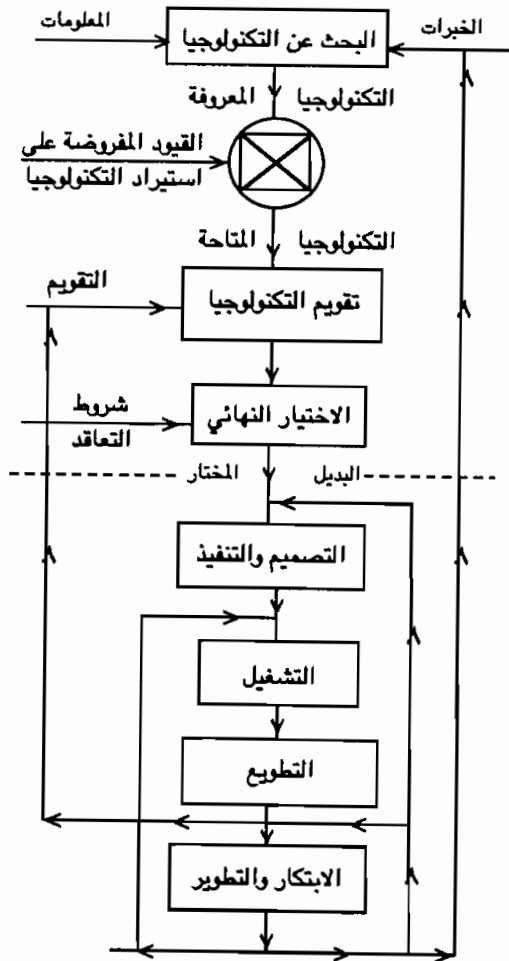 المعلومات
الخبرات
البحث عن التكنولوجيا
التكنولوجيا المعروفة
القيود المفروضة علي
استيراد التكنولوجيا
التكنولوجيا المتاحة
التقويم
تقويم التكنولوجيا
شروط
التعاقد
الاختيار النهائي
البديل المختار
التصميم والتنفيذ
التشغيل
التطويع
الابتكار والتطوير